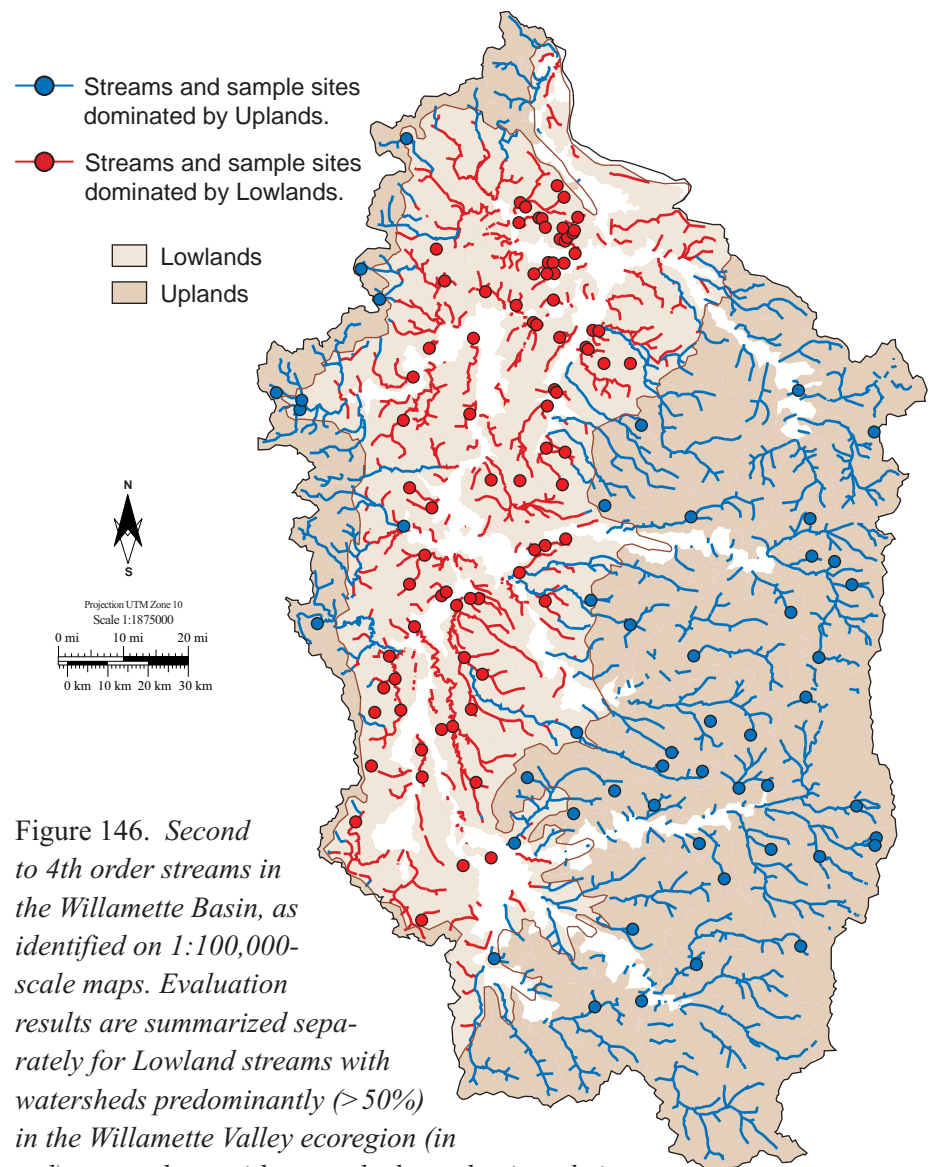 Streams and sample sites
dominated by Uplands.
Streams and sample sites
dominated by Lowlands.
Lowlands
Uplands
N
S
Projection UTM Zone 10
Scale 1:1875000
0 mi 10 mi 20 mi
0 km 10 km 20 km 30 km
Figure 146. Second
to 4th order streams in
the Willamette Basin, as
identified on 1:100,000-
scale maps. Evaluation
results are summarized sepa-
rately for Lowland streams with
watersheds predominantly (>50%)
in the Willamette Valley ecoregion (in